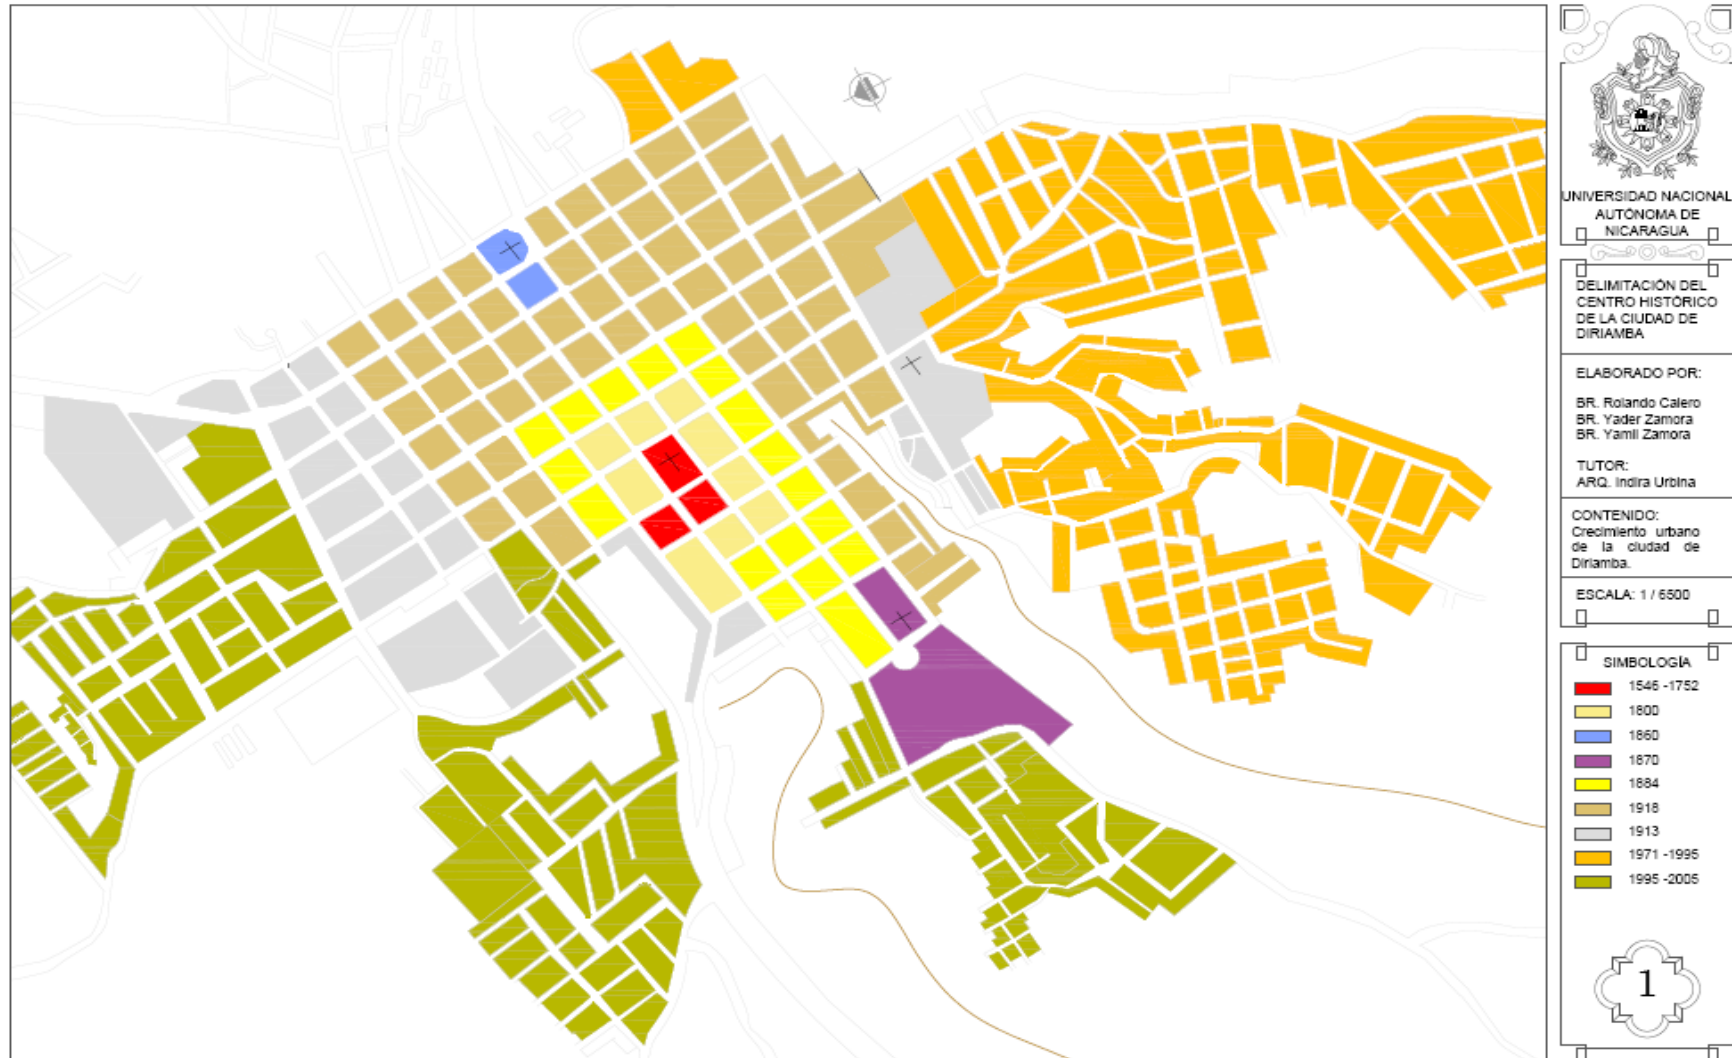 UNIVERSIDAD NACIONAL
AUTÓNOMA DE
NICARAGUA
DELIMITACIÓN DEL
CENTRO HISTÓRICO
DE LA CIUDAD DE
DIRIAMBA
ELABORADO POR:
BR. Rolando Calero
BR. Yader Zamora
BR. Yamil Zamora
TUTOR:
ARQ. Indira Urbina
CONTENIDO:
Crecimiento urbano
de la ciudad de
Diriamba.
ESCALA: 1 / 6500
SIMBOLOGÍA
1546 -1752
1800
1860
1870
1884
1918
1913
1971 -1995
1995 -2005
1